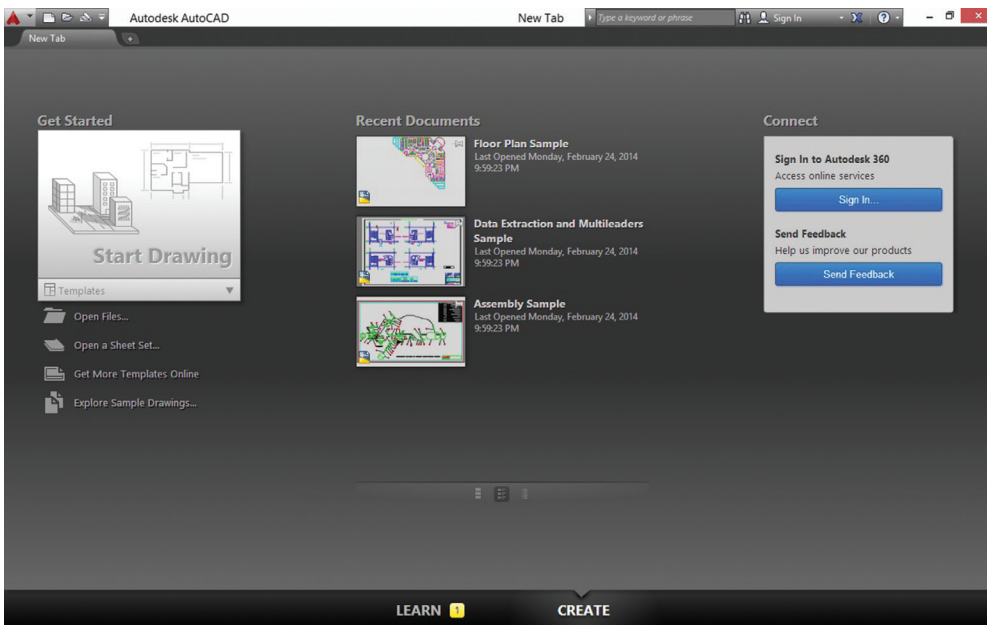 Autodesk AutoCAD
New Tab
Type a keyword or phrase
Sign In
New Tab
Get Started
Start Drawing
Templates
Open Files...
Open a Sheet Set...
Get More Templates Online
Explore Sample Drawings...
Recent Documents
Floor Plan Sample
Last Opened Monday, February 24, 2014
9:59:23 PM
Data Extraction and Multileaders
Sample
Last Opened Monday, February 24, 2014
9:59:23 PM
Assembly Sample
Last Opened Monday, February 24, 2014
9:59:23 PM
Connect
Sign In to Autodesk 360
Access online services
Sign In...
Send Feedback
Help us improve our products
Send Feedback
LEARN 1
CREATE